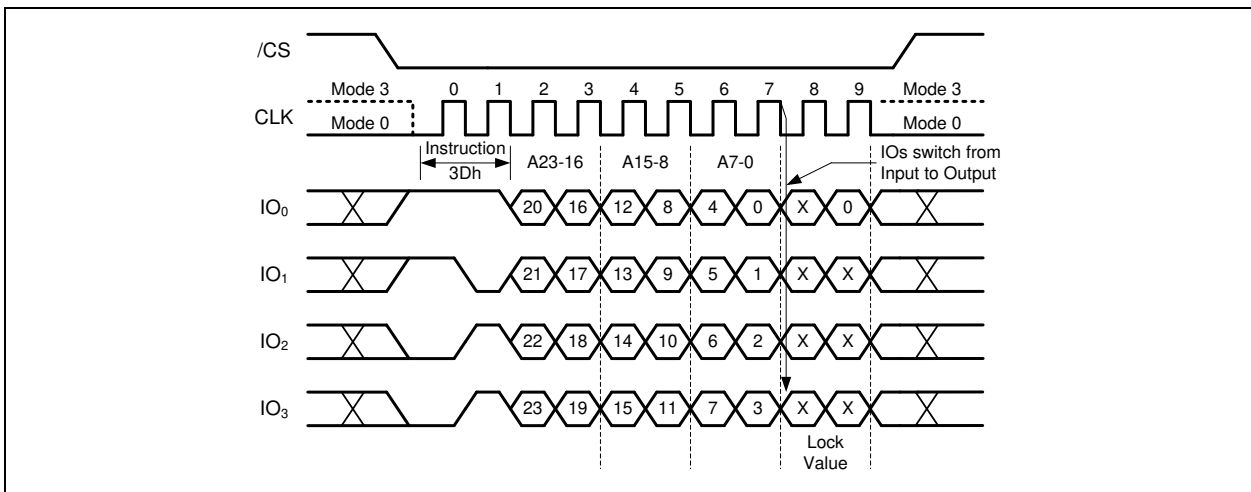 /CS
Mode 3 0 1 2 3 4 5 6 7 8 9 Mode 3
CLK
Mode 0 Mode 0
Instruction
3Dh
A23-16 A15-8 A7-0
IOs switch from
Input to Output
IO₀ 20 16 12 8 4 0 X 0
IO₁ 21 17 13 9 5 1 X X
IO₂ 22 18 14 10 6 2 X X
IO₃ 23 19 15 11 7 3 X X
Lock
Value